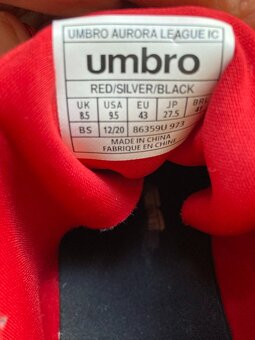 UMBRO AURORA LEAGUE IC
umbro
RED/SILVER/BLACK
UK USA EU JP
8.5 9.5 43 27.5
BS 12/20 86359U 973
MADE IN CHINA
FABRIQUE EN CHINE